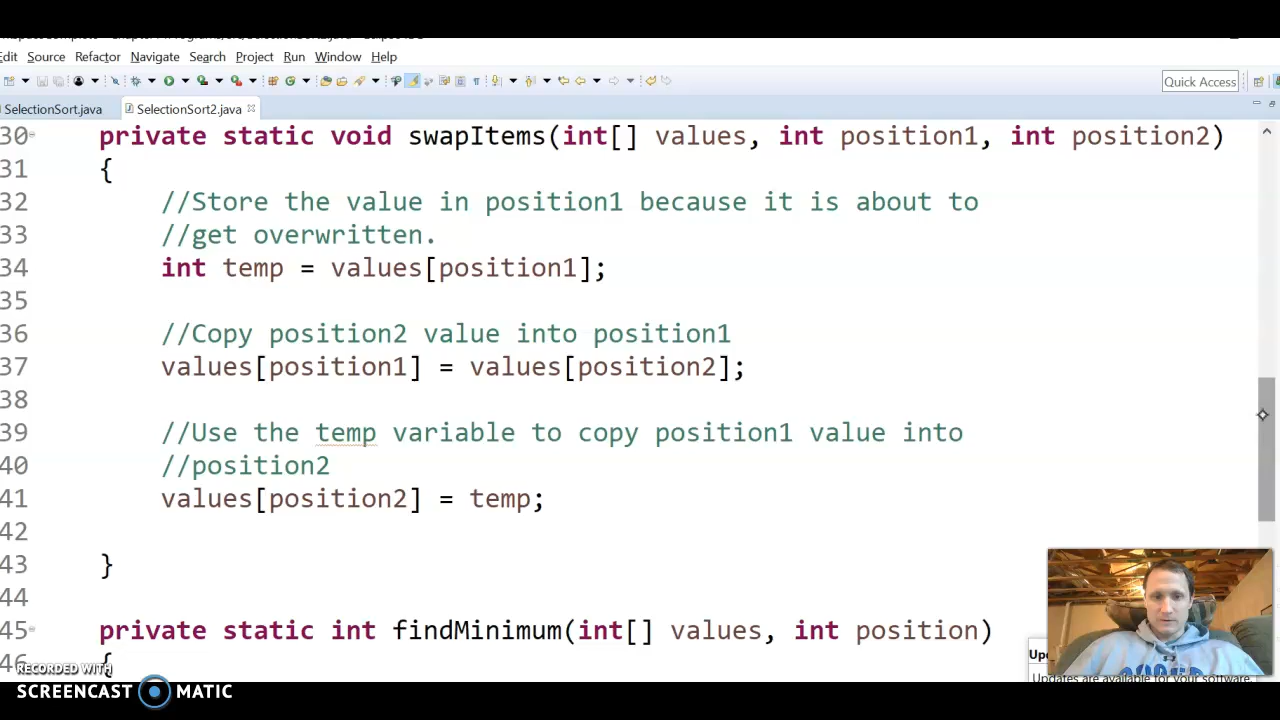 Edit Source Refactor Navigate Search Project Run Window Help
Quick Access
SelectionSort.java SelectionSort2.java
30 private static void swapItems(int[] values, int position1, int position2)
31 {
32 //Store the value in position1 because it is about to
33 //get overwritten.
34 int temp = values[position1];
35
36 //Copy position2 value into position1
37 values[position1] = values[position2];
38
39 //Use the temp variable to copy position1 value into
40 //position2
41 values[position2] = temp;
42
43 }
44
45 private static int findMinimum(int[] values, int position)
46 {
RECORDED WITH
SCREENCAST MATIC
Updates are available for your software.